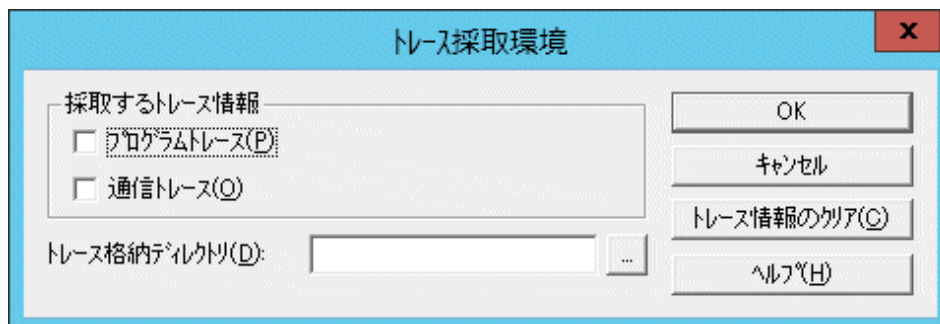 トレース採取環境
x
採取するトレース情報
プログラムトレース(P)
通信トレース(O)
トレース格納ディレクトリ(D):
...
OK
キャンセル
トレース情報のクリア(C)
ヘルプ(H)